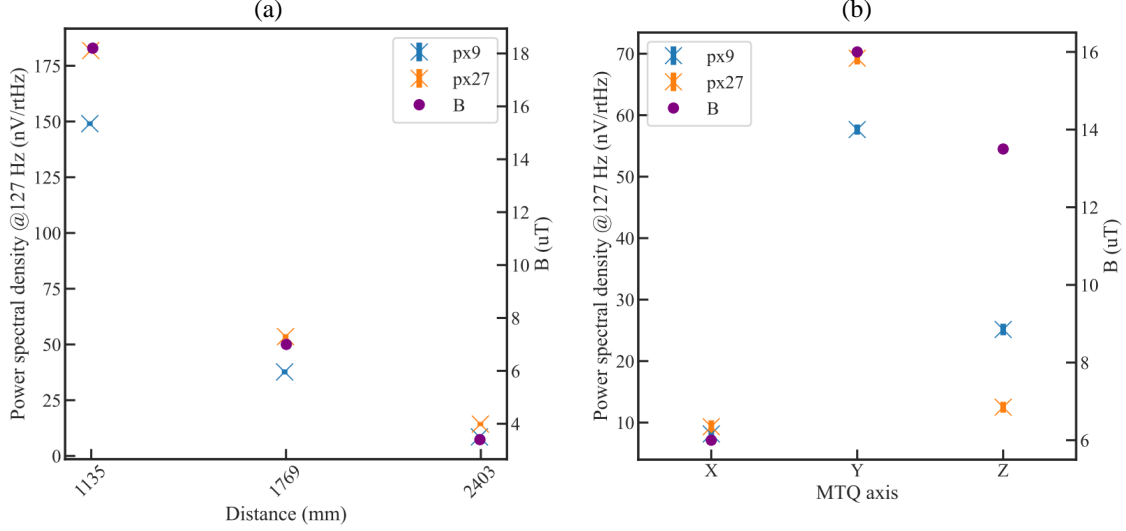 (a)
Power spectral density @127 Hz (nV/rtHz)
175
150
125
100
75
50
25
0
px9
px27
B
18
16
14
12
10
8
6
4
B (uT)
1135
1769
2403
Distance (mm)
(b)
Power spectral density @127 Hz (nV/rtHz)
70
60
50
40
30
20
10
px9
px27
B
16
14
12
10
8
6
B (uT)
X
Y
Z
MTQ axis